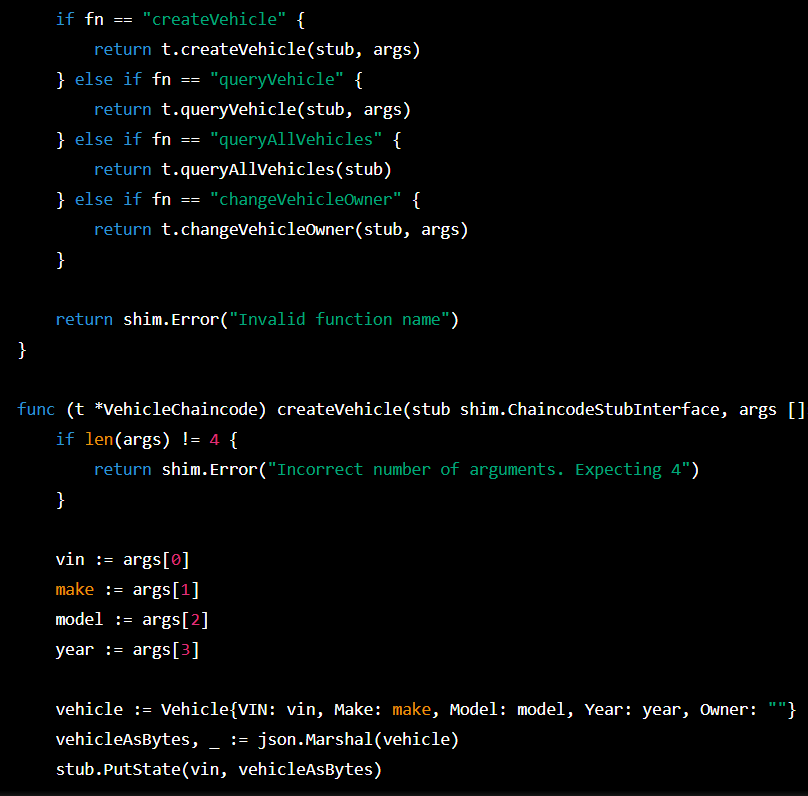 if fn == "createVehicle" {
        return t.createVehicle(stub, args)
    } else if fn == "queryVehicle" {
        return t.queryVehicle(stub, args)
    } else if fn == "queryAllVehicles" {
        return t.queryAllVehicles(stub)
    } else if fn == "changeVehicleOwner" {
        return t.changeVehicleOwner(stub, args)
    }

    return shim.Error("Invalid function name")
}

func (t *VehicleChaincode) createVehicle(stub shim.ChaincodeStubInterface, args []
    if len(args) != 4 {
        return shim.Error("Incorrect number of arguments. Expecting 4")
    }

    vin := args[0]
    make := args[1]
    model := args[2]
    year := args[3]

    vehicle := Vehicle{VIN: vin, Make: make, Model: model, Year: year, Owner: ""}
    vehicleAsBytes, _ := json.Marshal(vehicle)
    stub.PutState(vin, vehicleAsBytes)